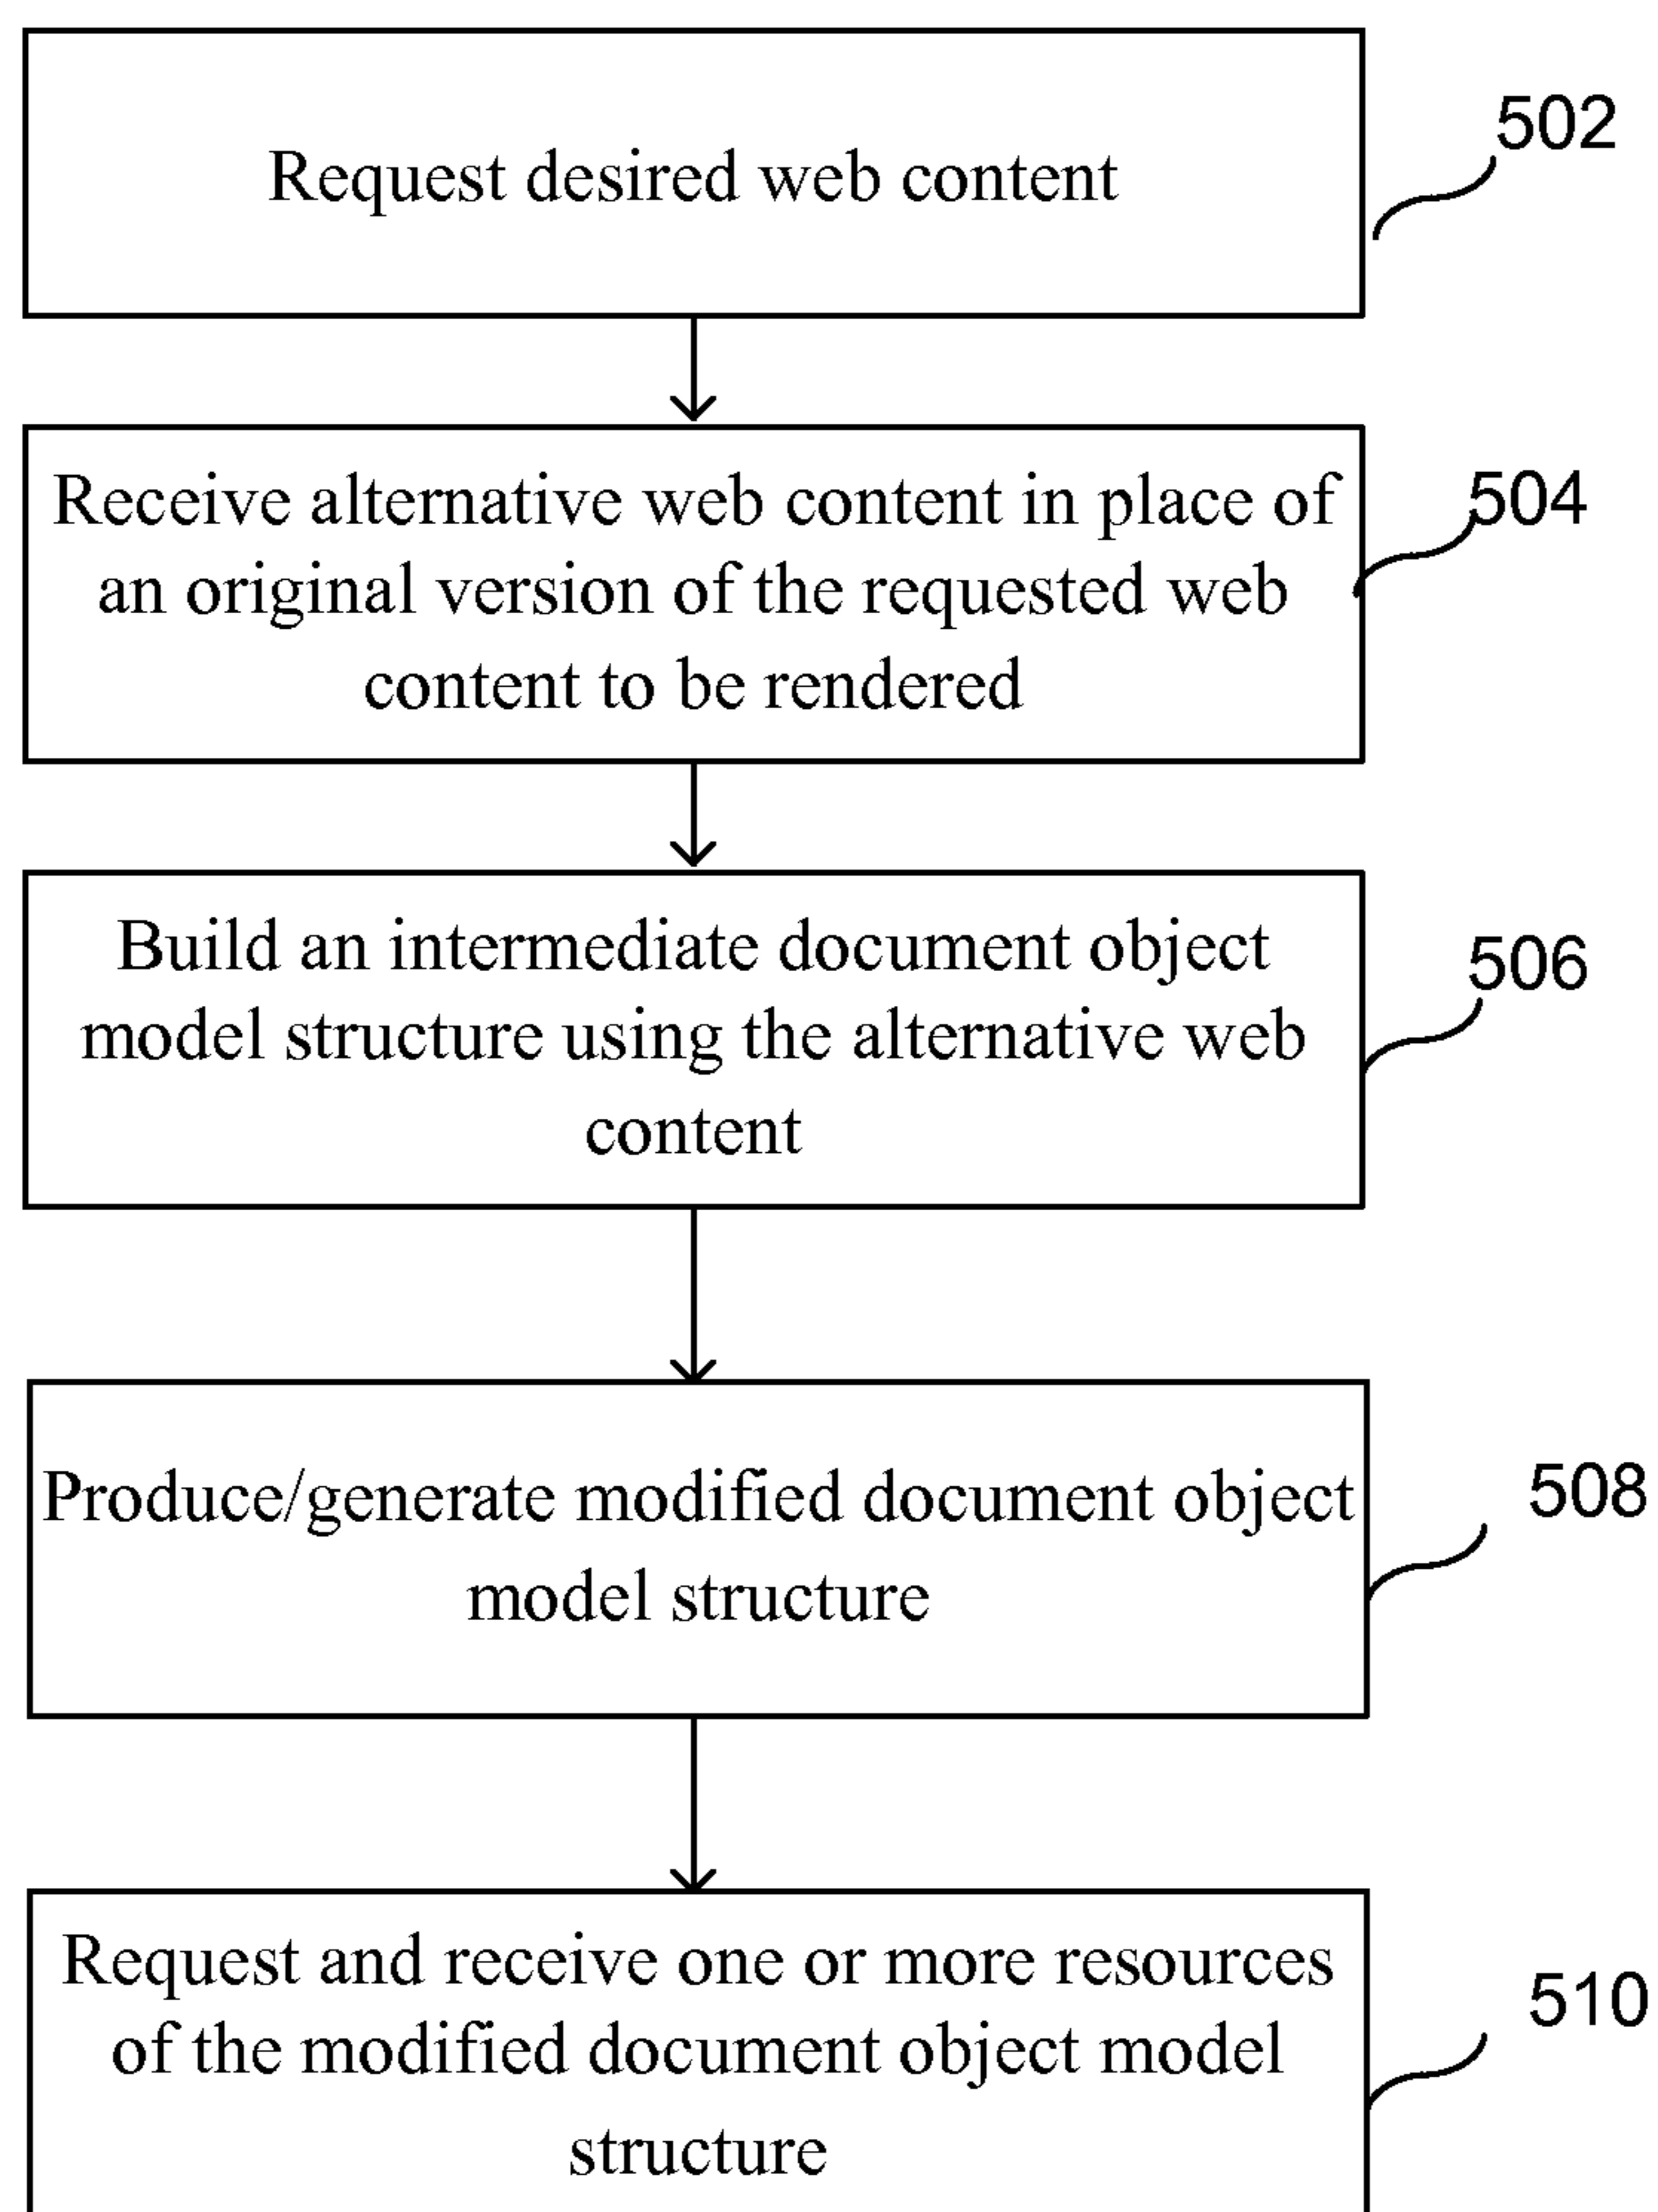 Request desired web content
502
Receive alternative web content in place of
an original version of the requested web
content to be rendered
504
Build an intermediate document object
model structure using the alternative web
content
506
Produce/generate modified document object
model structure
508
Request and receive one or more resources
of the modified document object model
structure
510